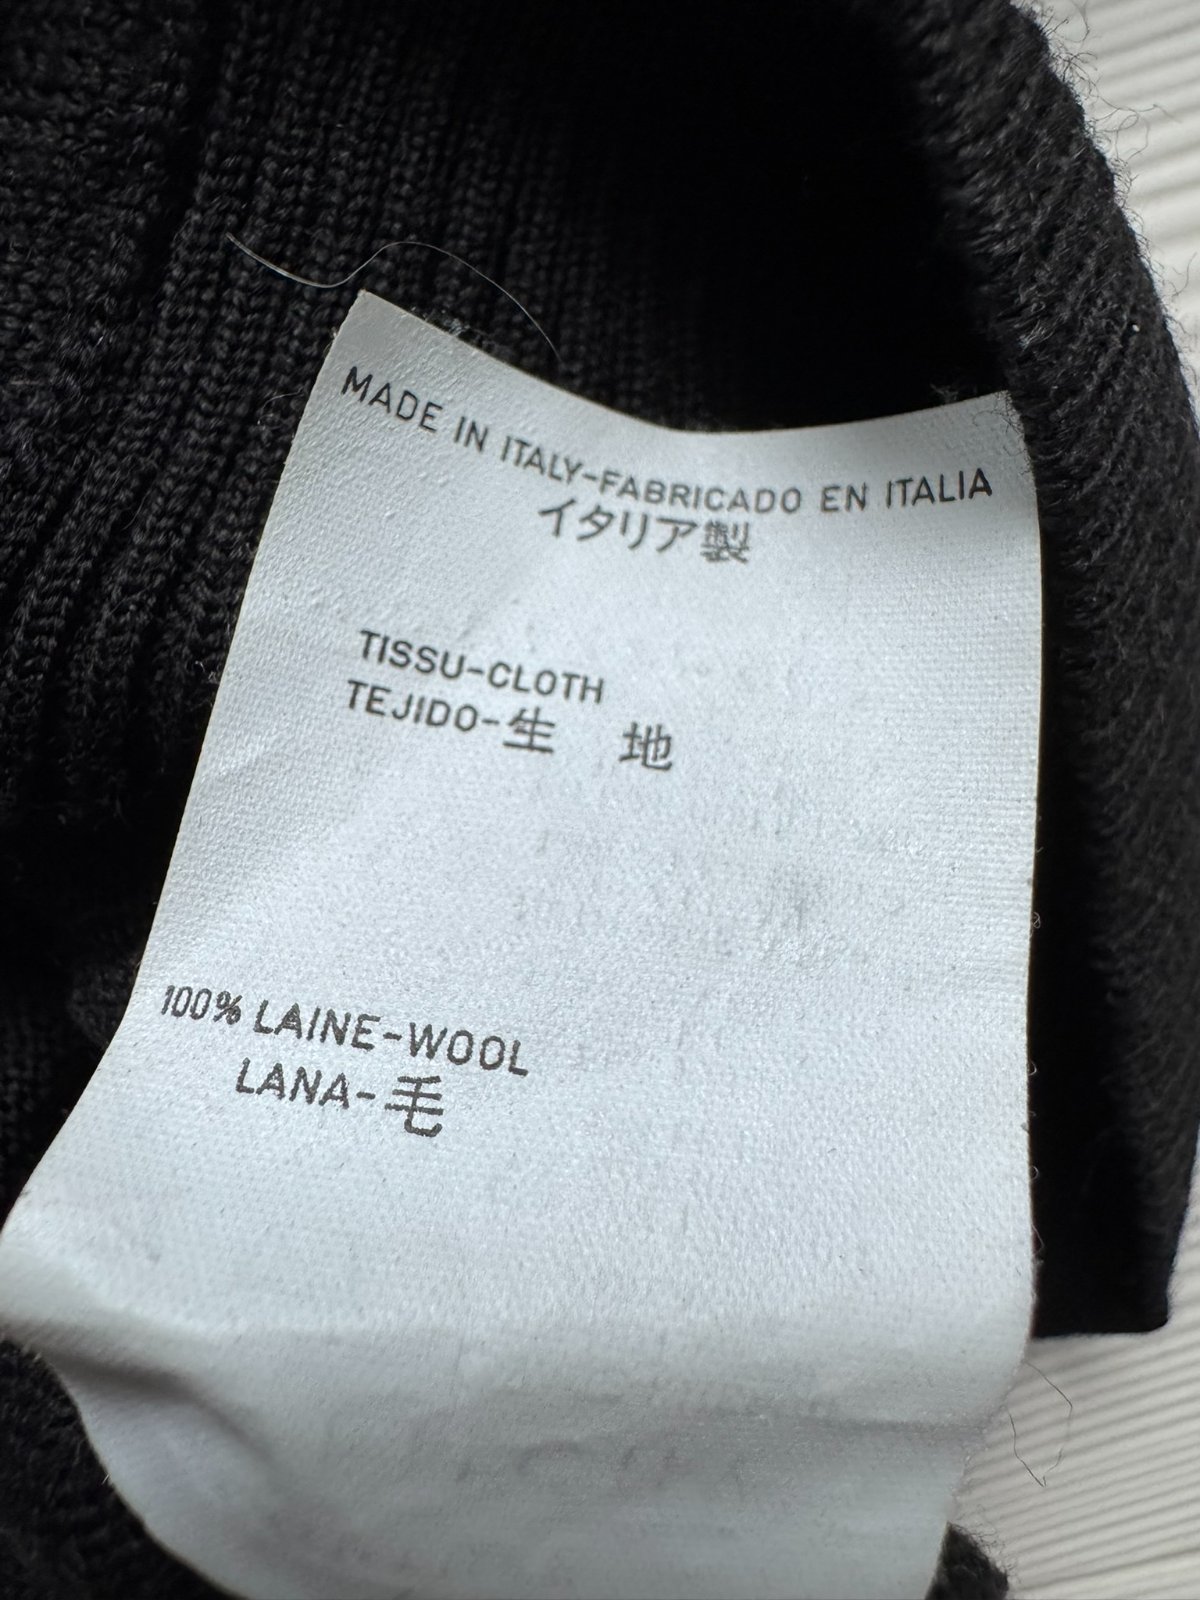 MADE IN ITALY-FABRICADO EN ITALIA
イタリア製
TISSU-CLOTH
TEJIDO-生 地
100% LAINE-WOOL
LANA-毛